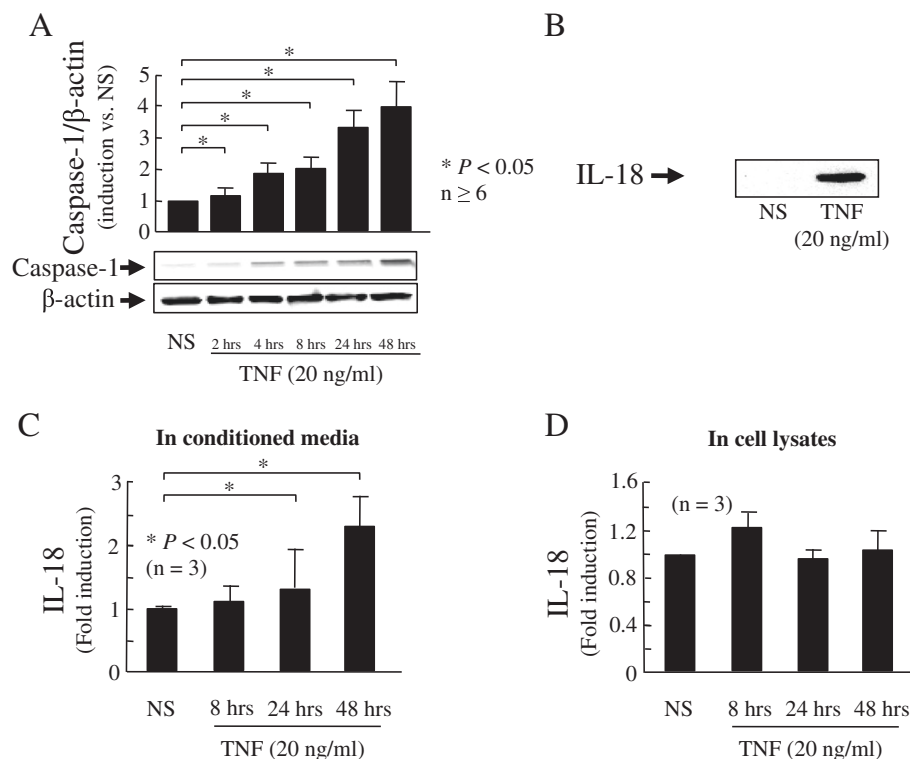 A
Caspase-1/β-actin
(induction vs. NS)
5
4
3
2
1
0
*
*
*
*
*
* P < 0.05
n ≥ 6
Caspase-1
β-actin
NS
2 hrs 4 hrs 8 hrs 24 hrs 48 hrs
TNF (20 ng/ml)
B
IL-18
NS TNF
(20 ng/ml)
C
In conditioned media
IL-18
(Fold induction)
3
2
1
0
*
*
* P < 0.05
(n = 3)
NS 8 hrs 24 hrs 48 hrs
TNF (20 ng/ml)
D
In cell lysates
IL-18
(Fold induction)
1.6
1.2
0.8
0.4
0
(n = 3)
NS 8 hrs 24 hrs 48 hrs
TNF (20 ng/ml)